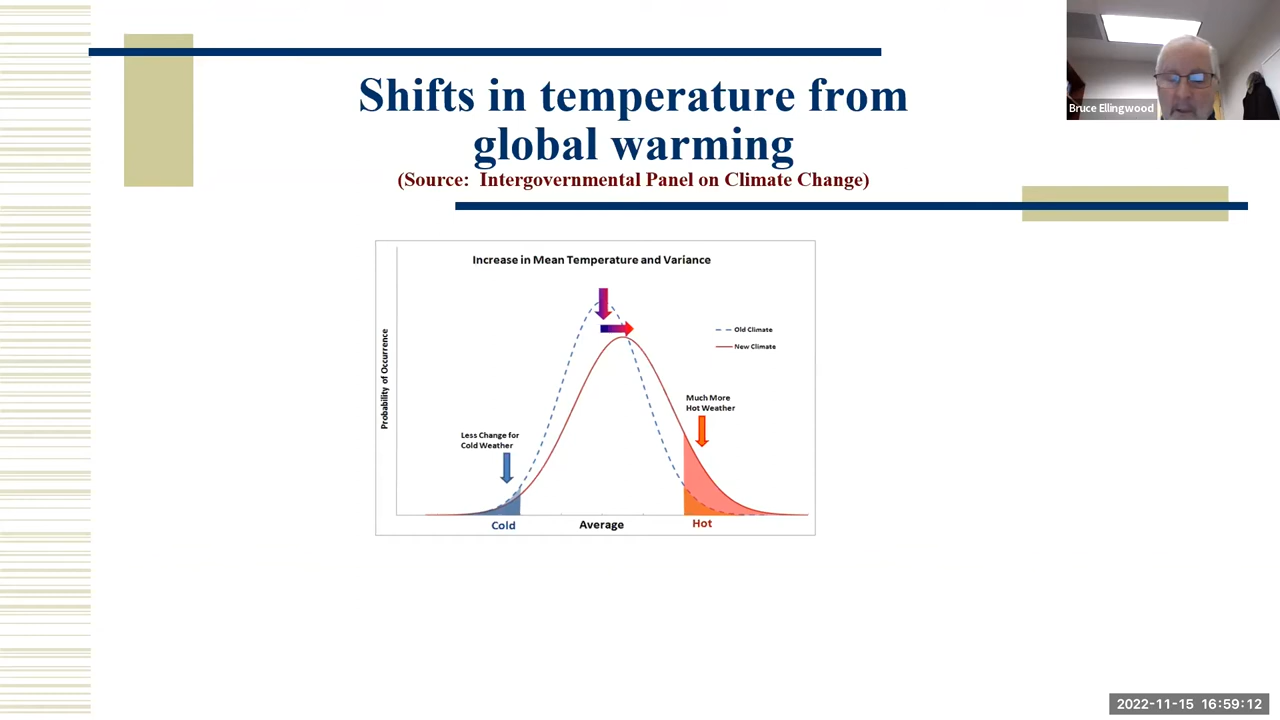 Shifts in temperature from
global warming
(Source:  Intergovernmental Panel on Climate Change)
Bruce Ellingwood
Increase in Mean Temperature and Variance
Probability of Occurrence
Old Climate
New Climate
Much More
Hot Weather
Less Change for
Cold Weather
Cold
Average
Hot
2022-11-15 16:59:12